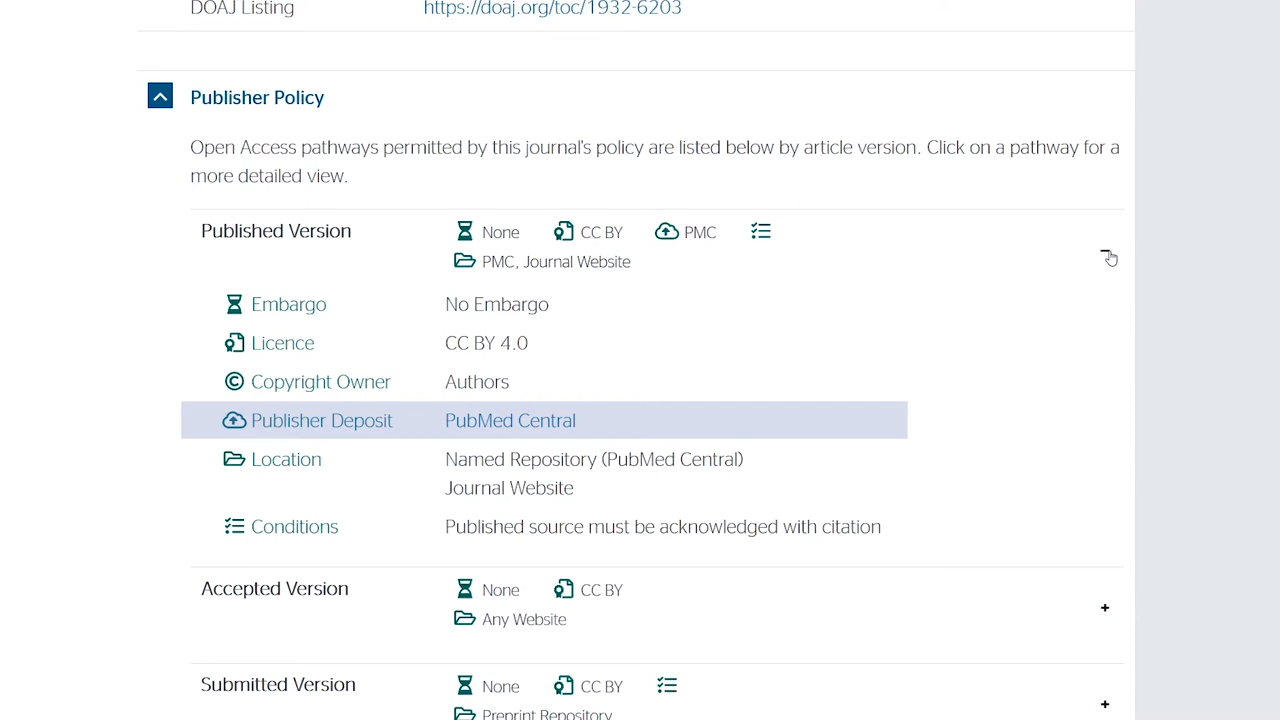 DOAJ Listing https://doaj.org/toc/1932-6203
Publisher Policy
Open Access pathways permitted by this journal's policy are listed below by article version. Click on a pathway for a
more detailed view.
Published Version None CC BY PMC
PMC, Journal Website
Embargo No Embargo
Licence CC BY 4.0
Copyright Owner Authors
Publisher Deposit PubMed Central
Location Named Repository (PubMed Central)
Journal Website
Conditions Published source must be acknowledged with citation
Accepted Version None CC BY
Any Website
Submitted Version None CC BY
Preprint Repository